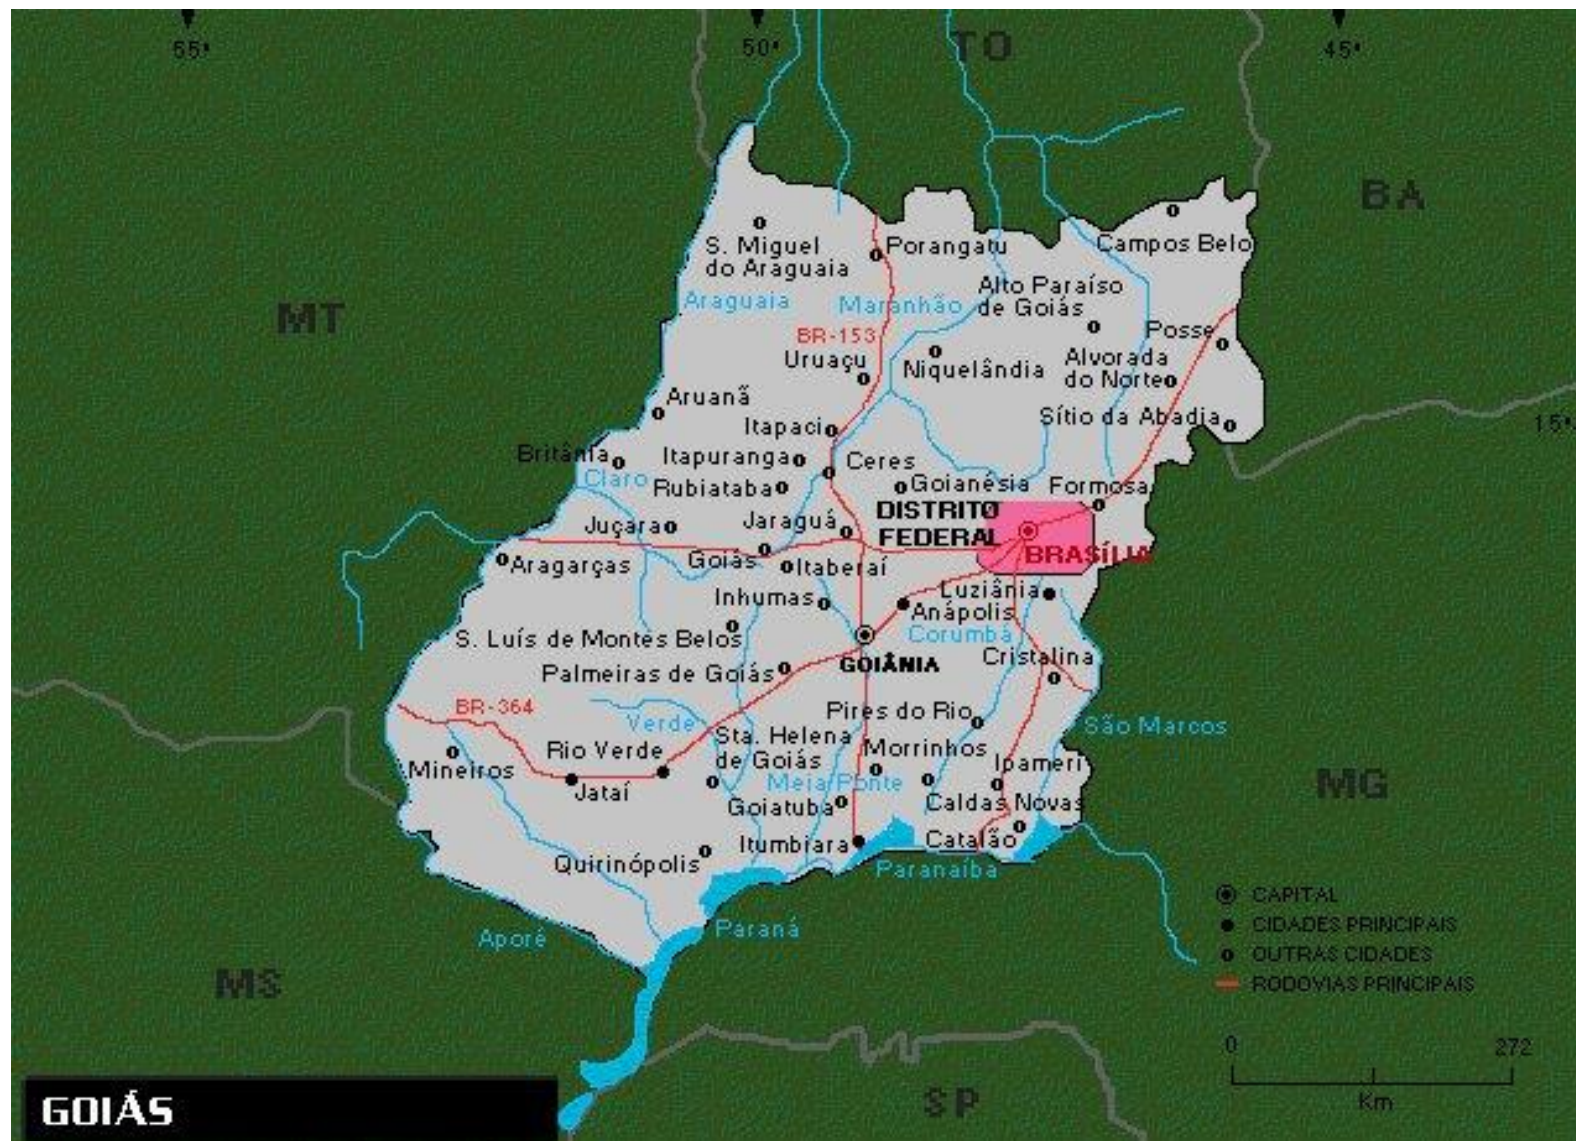 55°
50°
45°
TO
BA
MT
S. Miguel
do Araguaia
Porangatu
Campos Belo
Araguaia
Maranhão
Alto Paraíso
de Goiás
BR-153
Uruaçu
Niquelândia
Posse
Alvorada
do Norte
Aruanã
Itapaci
Sítio da Abadia
15°
Britânia
Itapuranga
Ceres
Claro
Rubiataba
Goianésia
Formosa
Juçara
Jaraguá
DISTRITO
FEDERAL
BRASÍLIA
Aragarças
Goiás
Itaberaí
Inhumas
Luziânia
Anápolis
S. Luís de Montes Belos
Corumbá
GOIÂNIA
Cristalina
Palmeiras de Goiás
BR-364
Verde
Pires do Rio
São Marcos
Rio Verde
Sta. Helena
de Goiás
Morrinhos
Ipameri
Mineiros
Jataí
Meia Ponte
MG
Goiatuba
Caldas Novas
Itumbiara
Catalão
Quirinópolis
Paranaíba
Aporé
Paraná
MS
CAPITAL
CIDADES PRINCIPAIS
OUTRAS CIDADES
RODOVIAS PRINCIPAIS
0 272
Km
SP
GOIÁS